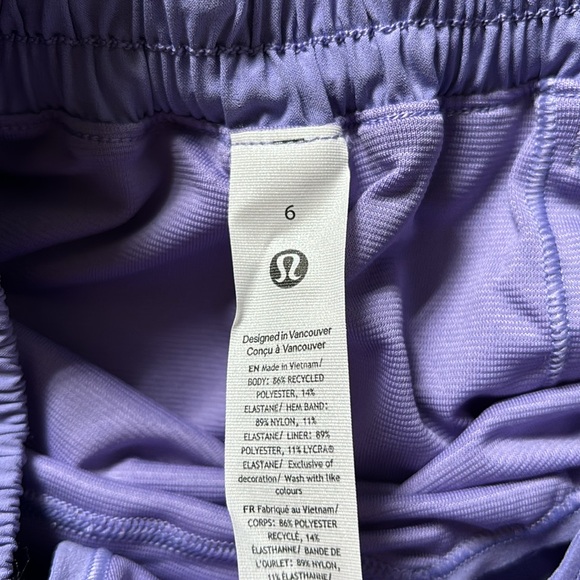 6
Designed in Vancouver
Conçu à Vancouver
EN Made in Vietnam/
BODY: 86% RECYCLED
POLYESTER, 14%
ELASTANE/ HEM BAND:
89% NYLON, 11%
ELASTANE/ LINER: 89%
POLYESTER, 11% LYCRA®
ELASTANE/ Exclusive of
decoration/ Wash with like
colours
FR Fabriqué au Vietnam/
CORPS: 86% POLYESTER
RECYCLÉ, 14%
ÉLASTHANNE/ BANDE DE
L'OURLET: 89% NYLON,
11% ÉLASTHANNE/